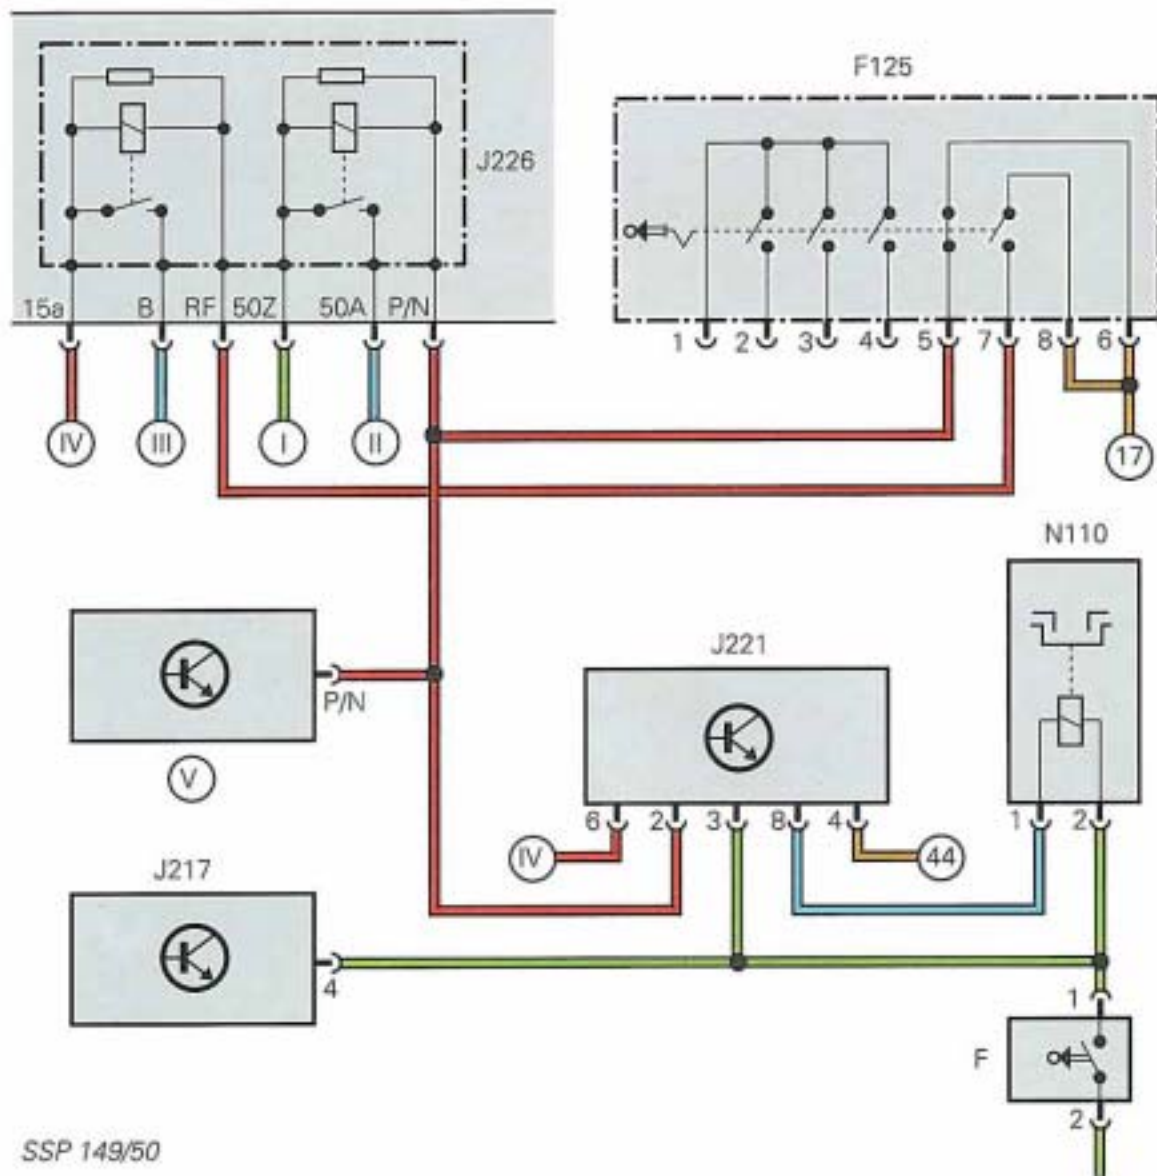 F125
J226
15a B RF 50Z 50A P/N
1 2 3 4 5 7 8 6
IV III I II
17
N110
J221
P/N
V
6 2 3 8 4
1 2
IV
44
J217
4
1
F
2
SSP 149/50